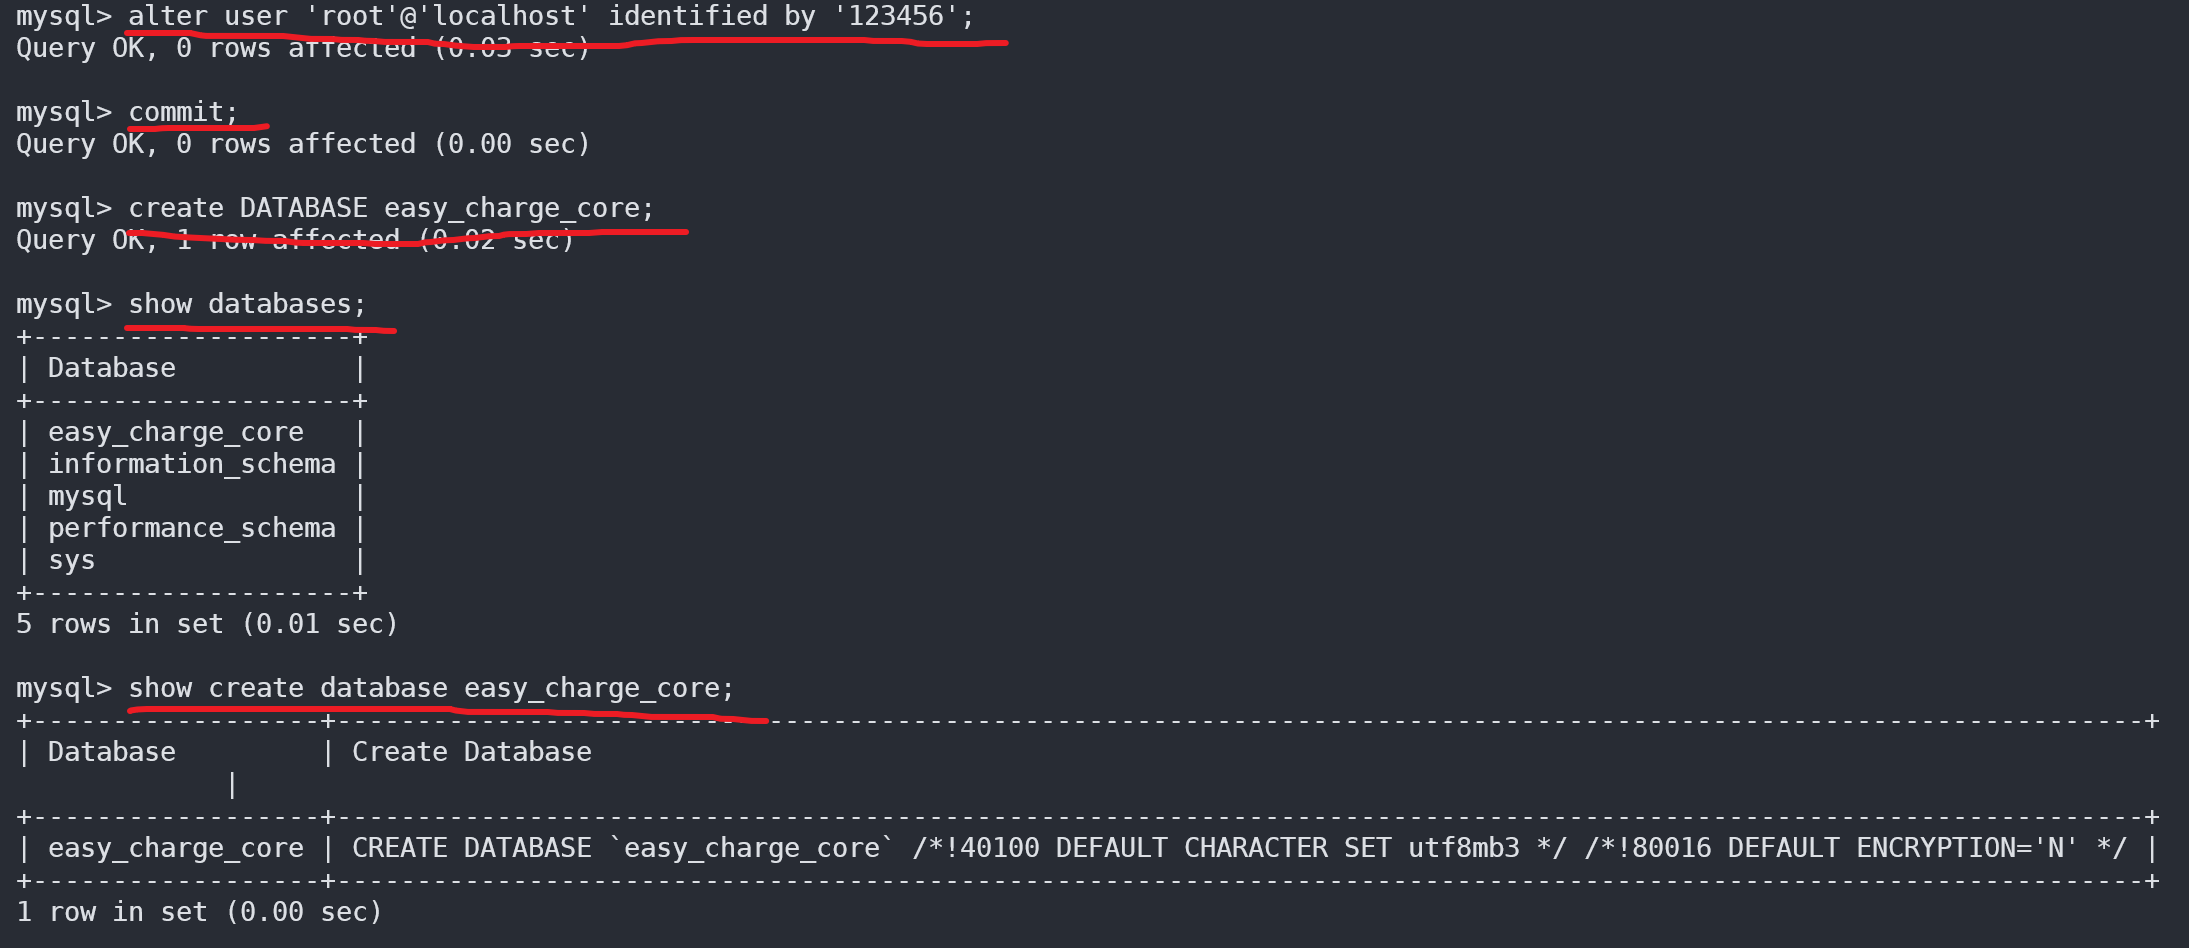 mysql> alter user 'root'@'localhost' identified by '123456';
Query OK, 0 rows affected (0.03 sec)
mysql> commit;
Query OK, 0 rows affected (0.00 sec)
mysql> create DATABASE easy_charge_core;
Query OK, 1 row affected (0.02 sec)
mysql> show databases;
+--------------------+
| Database           |
+--------------------+
| easy_charge_core   |
| information_schema |
| mysql              |
| performance_schema |
| sys                |
+--------------------+
5 rows in set (0.01 sec)
mysql> show create database easy_charge_core;
+------------------+-----------------------------------------------------------------------------------------------------------------+
| Database         | Create Database
             |
+------------------+-----------------------------------------------------------------------------------------------------------------+
| easy_charge_core | CREATE DATABASE `easy_charge_core` /*!40100 DEFAULT CHARACTER SET utf8mb3 */ /*!80016 DEFAULT ENCRYPTION='N' */ |
+------------------+-----------------------------------------------------------------------------------------------------------------+
1 row in set (0.00 sec)